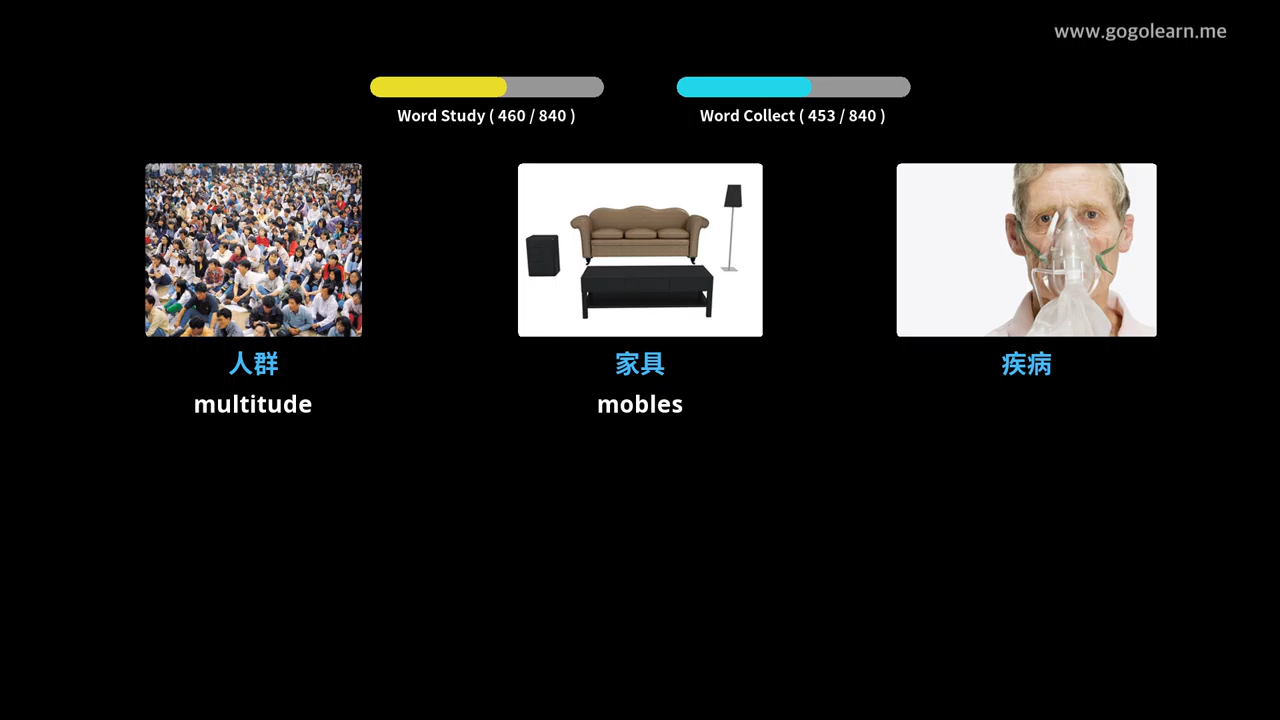 www.gogolearn.me
Word Study ( 460 / 840 )
Word Collect ( 453 / 840 )
人群
家具
疾病
multitude
mobles